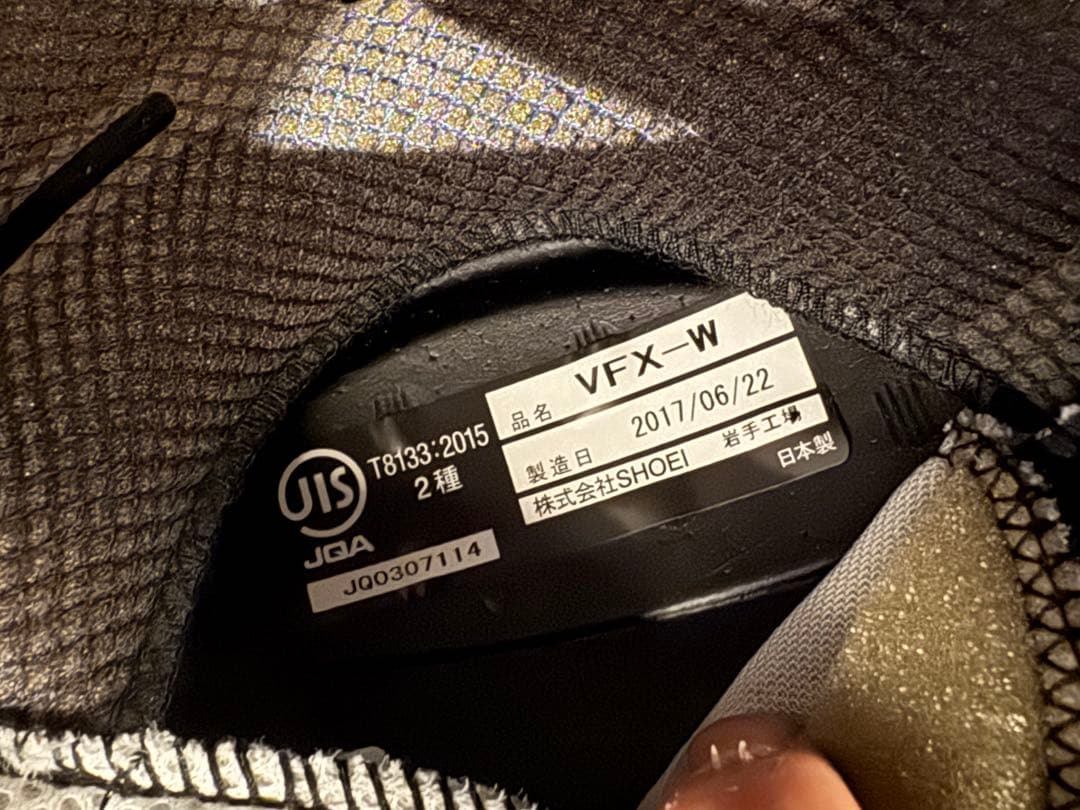 JIS
JQA
T8133:2015
2種
JQ0307114
品名 VFX-W
製造日 2017/06/22
株式会社SHOEI 岩手工場
日本製